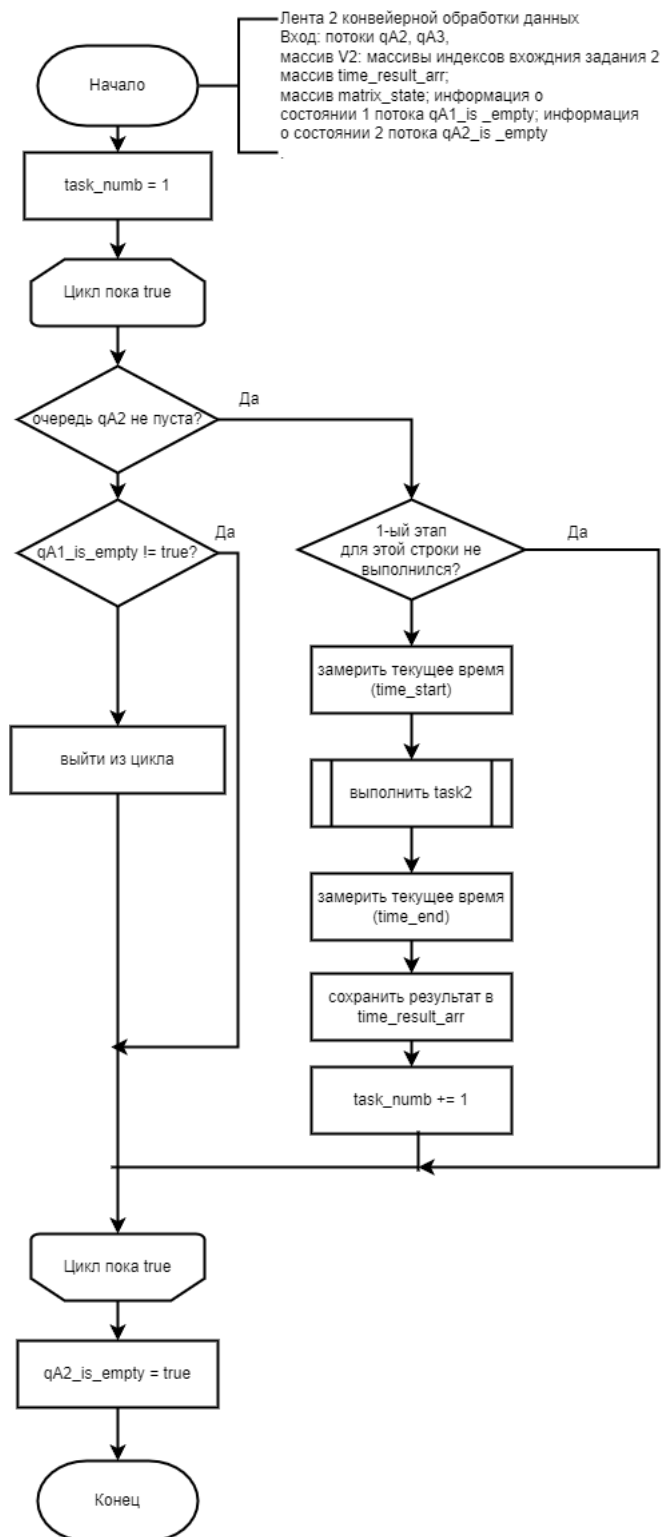 Лента 2 конвейерной обработки данных
Вход: потоки qA2, qA3,
массив V2: массивы индексов вхождния задания 2
массив time_result_arr;
массив matrix_state; информация о
состоянии 1 потока qA1_is _empty; информация
о состоянии 2 потока qA2_is _empty
.
Начало
task_numb = 1
Цикл пока true
очередь qA2 не пуста?
Да
qA1_is_empty != true?
Да
1-ый этап
для этой строки не
выполнился?
Да
замерить текущее время
(time_start)
выйти из цикла
выполнить task2
замерить текущее время
(time_end)
сохранить результат в
time_result_arr
task_numb += 1
Цикл пока true
qA2_is_empty = true
Конец